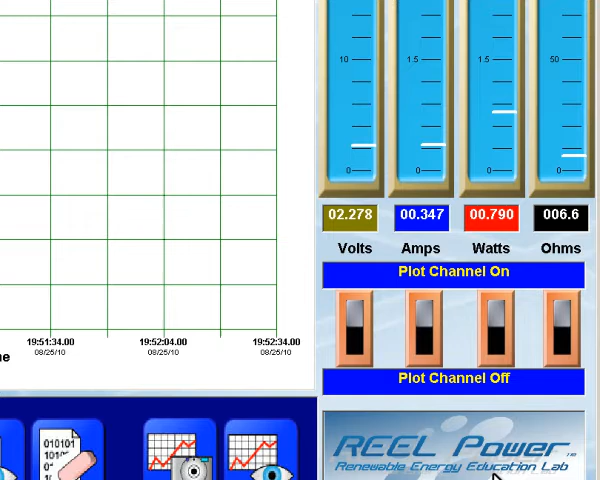 10 1.5 1.5 50
0 0 0 0
02.278 00.347 00.790 006.6
Volts Amps Watts Ohms
Plot Channel On
19:51:34.00 19:52:04.00 19:52:34.00
08/25/10 08/25/10 08/25/10
Plot Channel Off
010101
REEL Power
Renewable Energy Education Lab